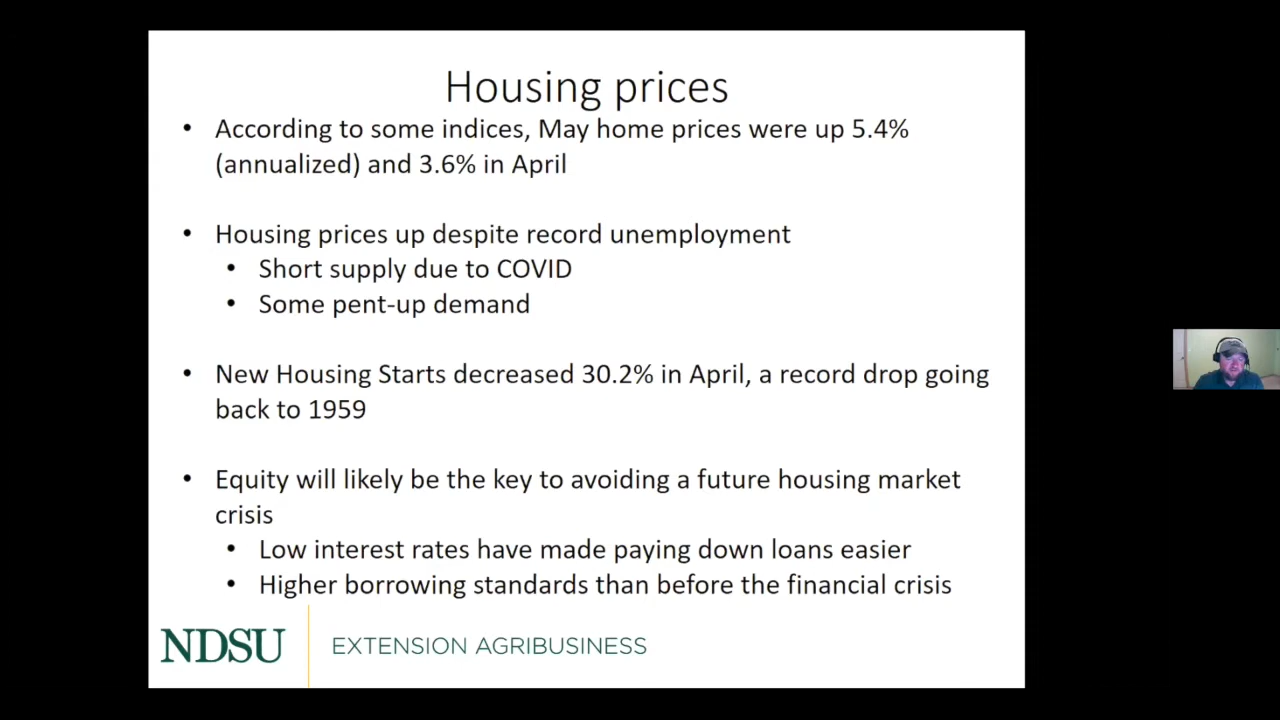 Housing prices
• According to some indices, May home prices were up 5.4%
(annualized) and 3.6% in April
• Housing prices up despite record unemployment
• Short supply due to COVID
• Some pent-up demand
• New Housing Starts decreased 30.2% in April, a record drop going
back to 1959
• Equity will likely be the key to avoiding a future housing market
crisis
• Low interest rates have made paying down loans easier
• Higher borrowing standards than before the financial crisis
NDSU
EXTENSION AGRIBUSINESS